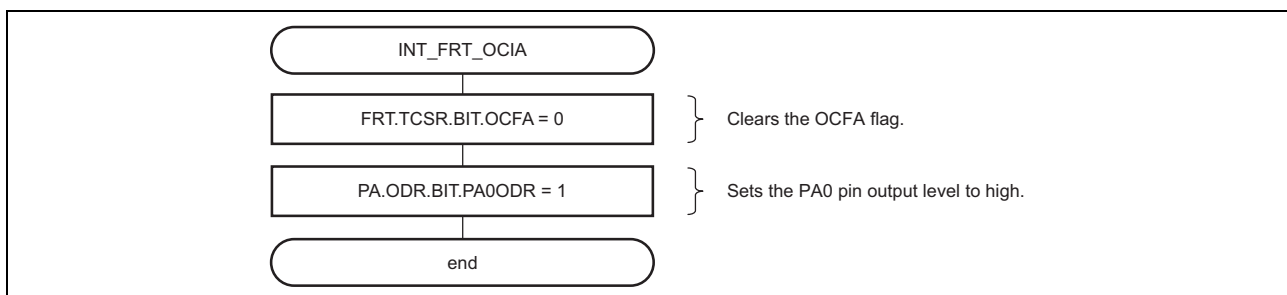 INT_FRT_OCIA
FRT.TCSR.BIT.OCFA = 0
Clears the OCFA flag.
PA.ODR.BIT.PA0ODR = 1
Sets the PA0 pin output level to high.
end